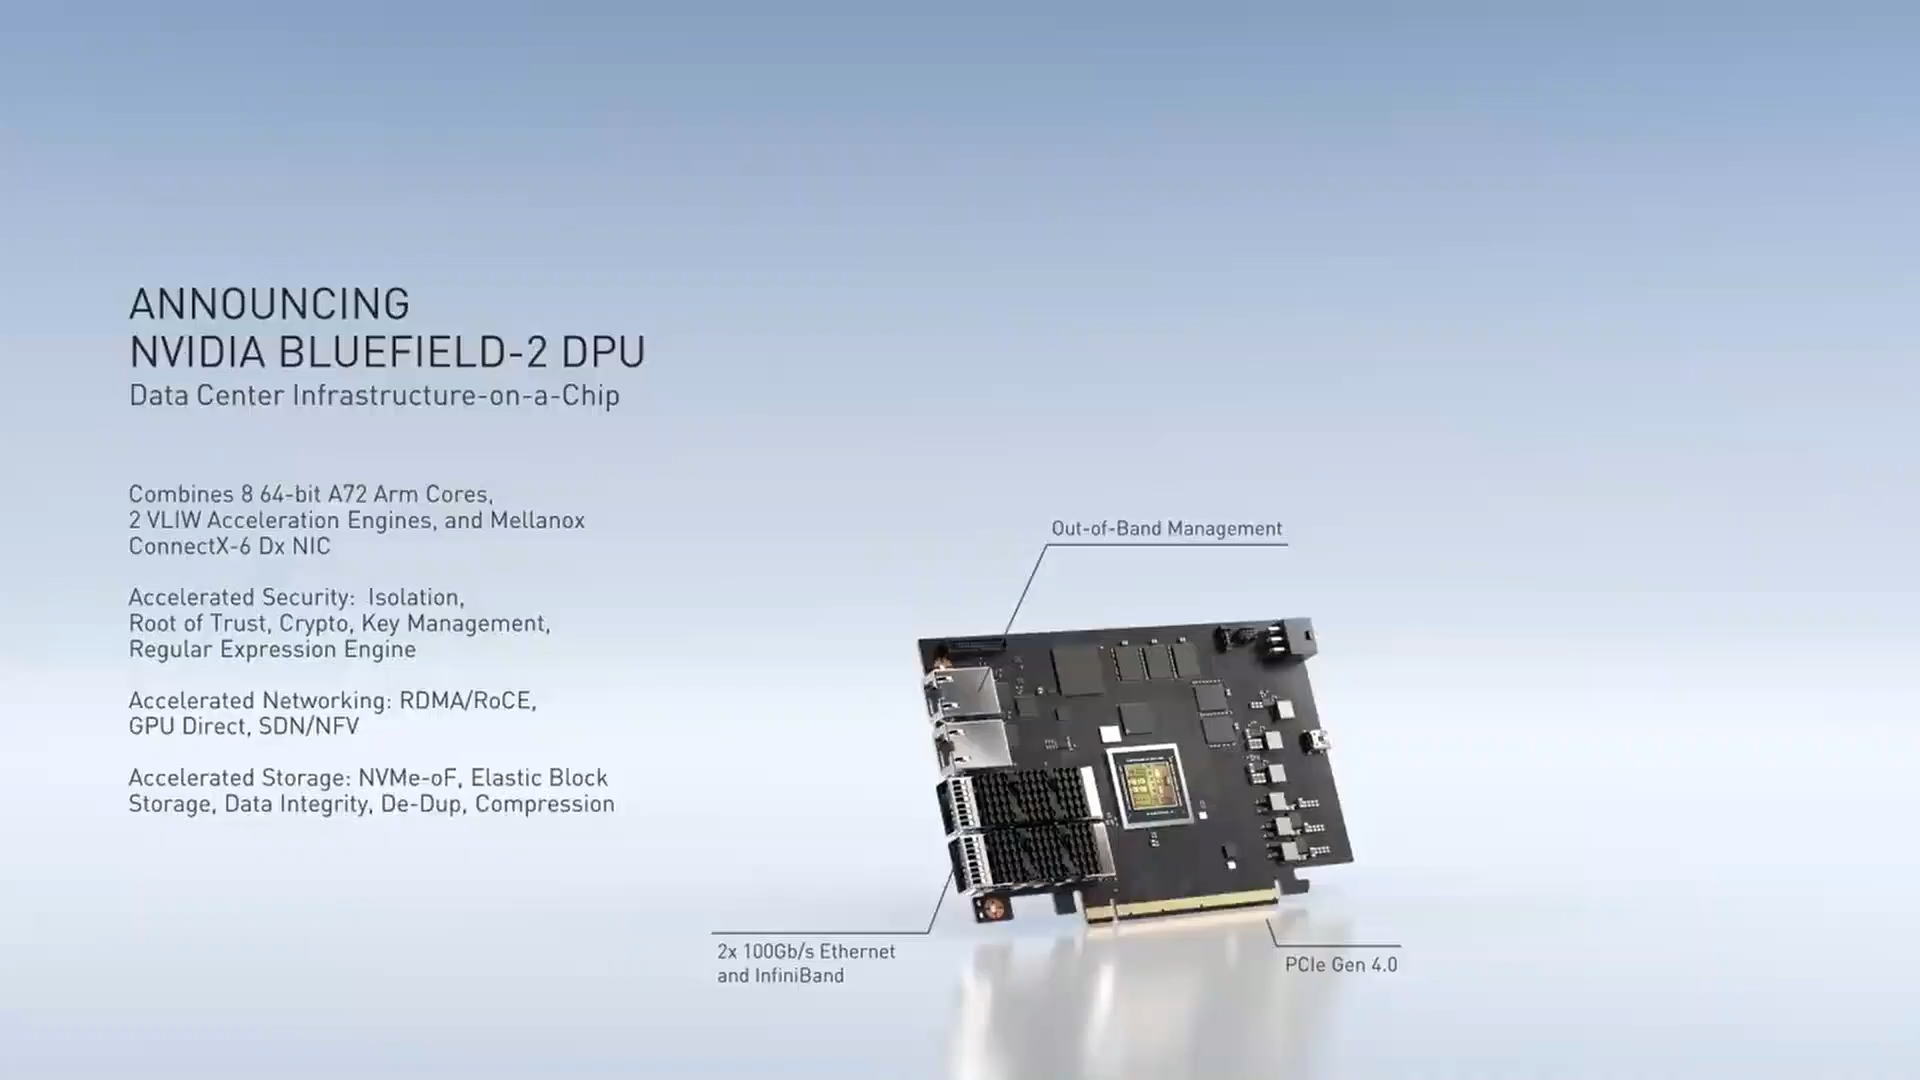 ANNOUNCING
NVIDIA BLUEFIELD-2 DPU
Data Center Infrastructure-on-a-Chip
Combines 8 64-bit A72 Arm Cores,
2 VLIW Acceleration Engines, and Mellanox
ConnectX-6 Dx NIC
Accelerated Security:  Isolation,
Root of Trust, Crypto, Key Management,
Regular Expression Engine
Accelerated Networking: RDMA/RoCE,
GPU Direct, SDN/NFV
Accelerated Storage: NVMe-oF, Elastic Block
Storage, Data Integrity, De-Dup, Compression
Out-of-Band Management
2x 100Gb/s Ethernet
and InfiniBand
PCIe Gen 4.0